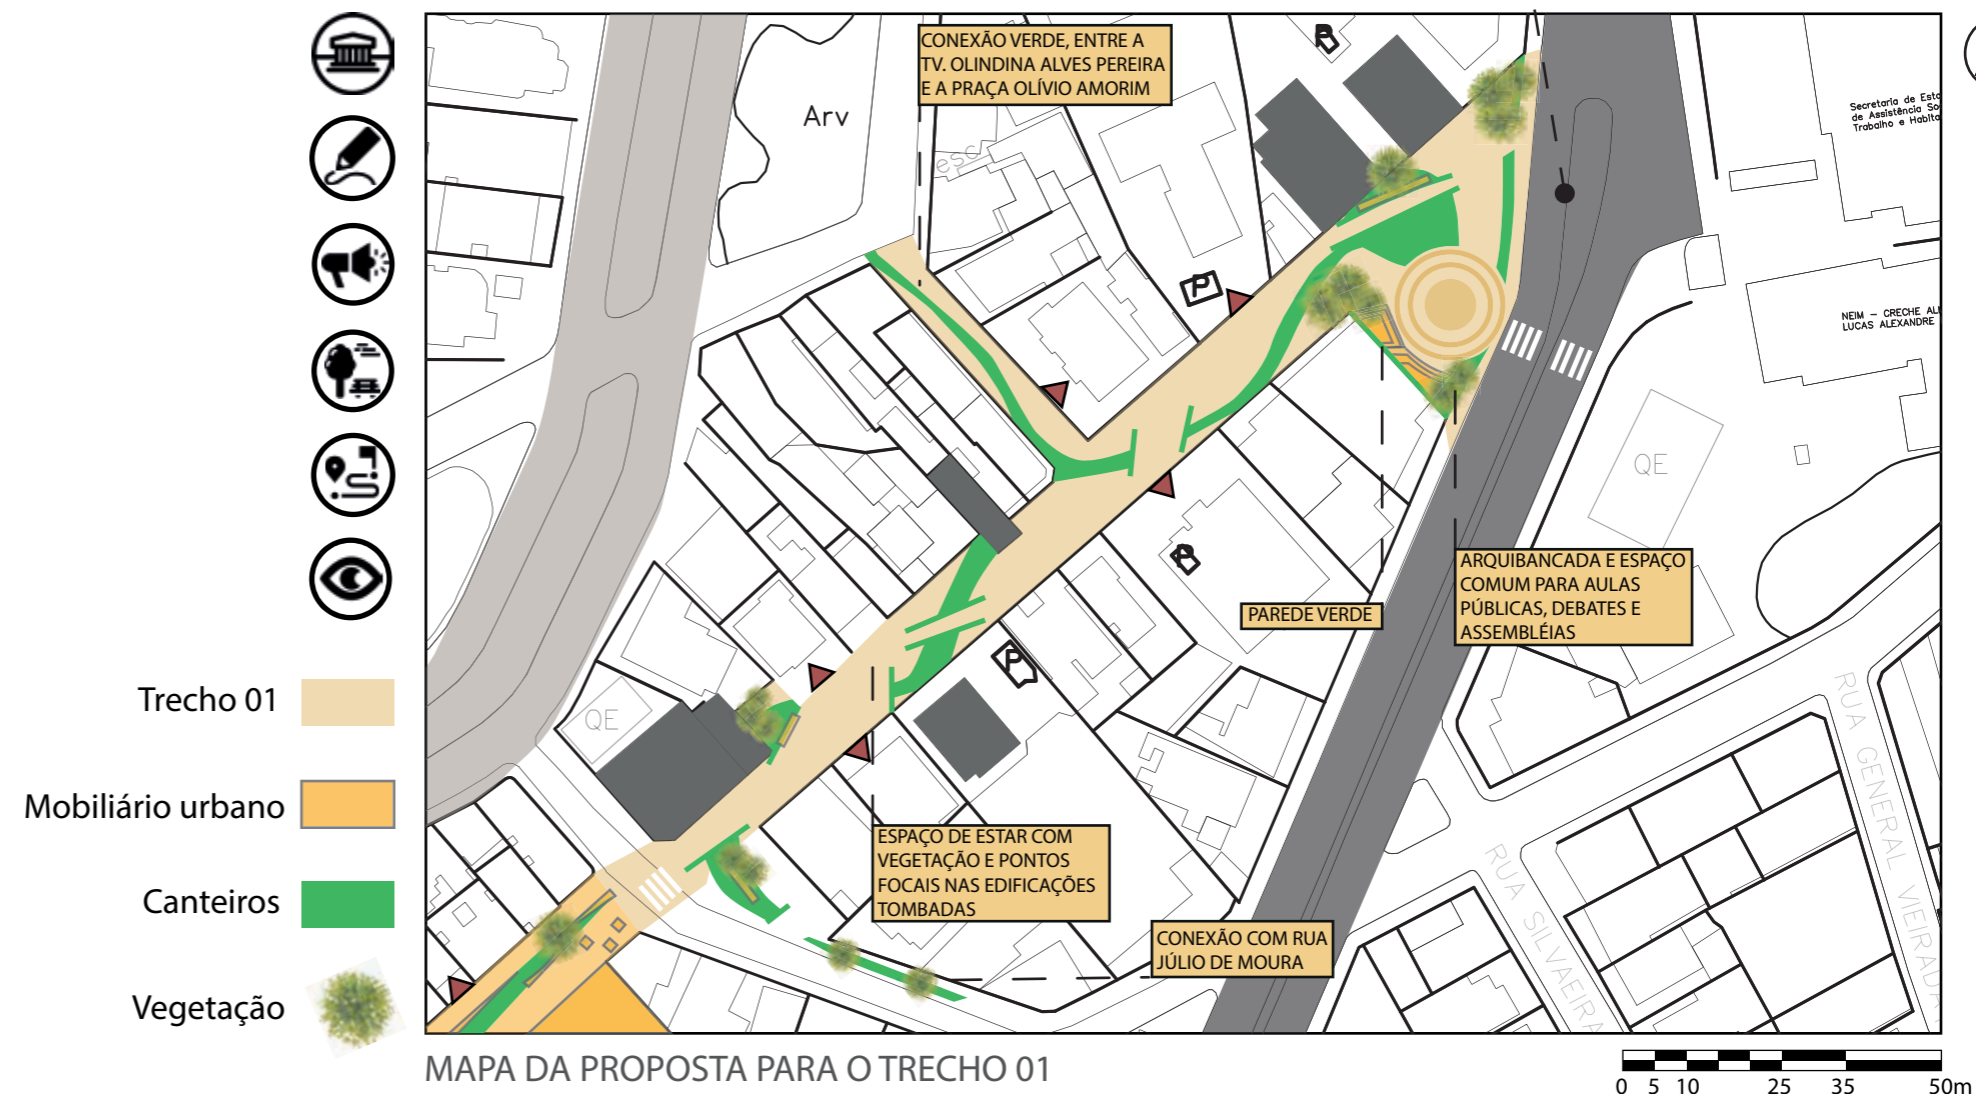 CONEXÃO VERDE, ENTRE A
TV. OLINDINA ALVES PEREIRA
E A PRAÇA OLÍVIO AMORIM
Arv
esc
Secretaria de Esta
de Assistência So
Trabalho e Habita
P
NEIM – CRECHE AL
LUCAS ALEXANDRE
QE
ARQUIBANCADA E ESPAÇO
COMUM PARA AULAS
PÚBLICAS, DEBATES E
ASSEMBLÉIAS
PAREDE VERDE
QE
ESPAÇO DE ESTAR COM
VEGETAÇÃO E PONTOS
FOCAIS NAS EDIFICAÇÕES
TOMBADAS
CONEXÃO COM RUA
JÚLIO DE MOURA
RUA GENERAL VIEIRA DA
RUA SILVAEIRA
Trecho 01
Mobiliário urbano
Canteiros
Vegetação
MAPA DA PROPOSTA PARA O TRECHO 01
0 5 10 25 35 50m